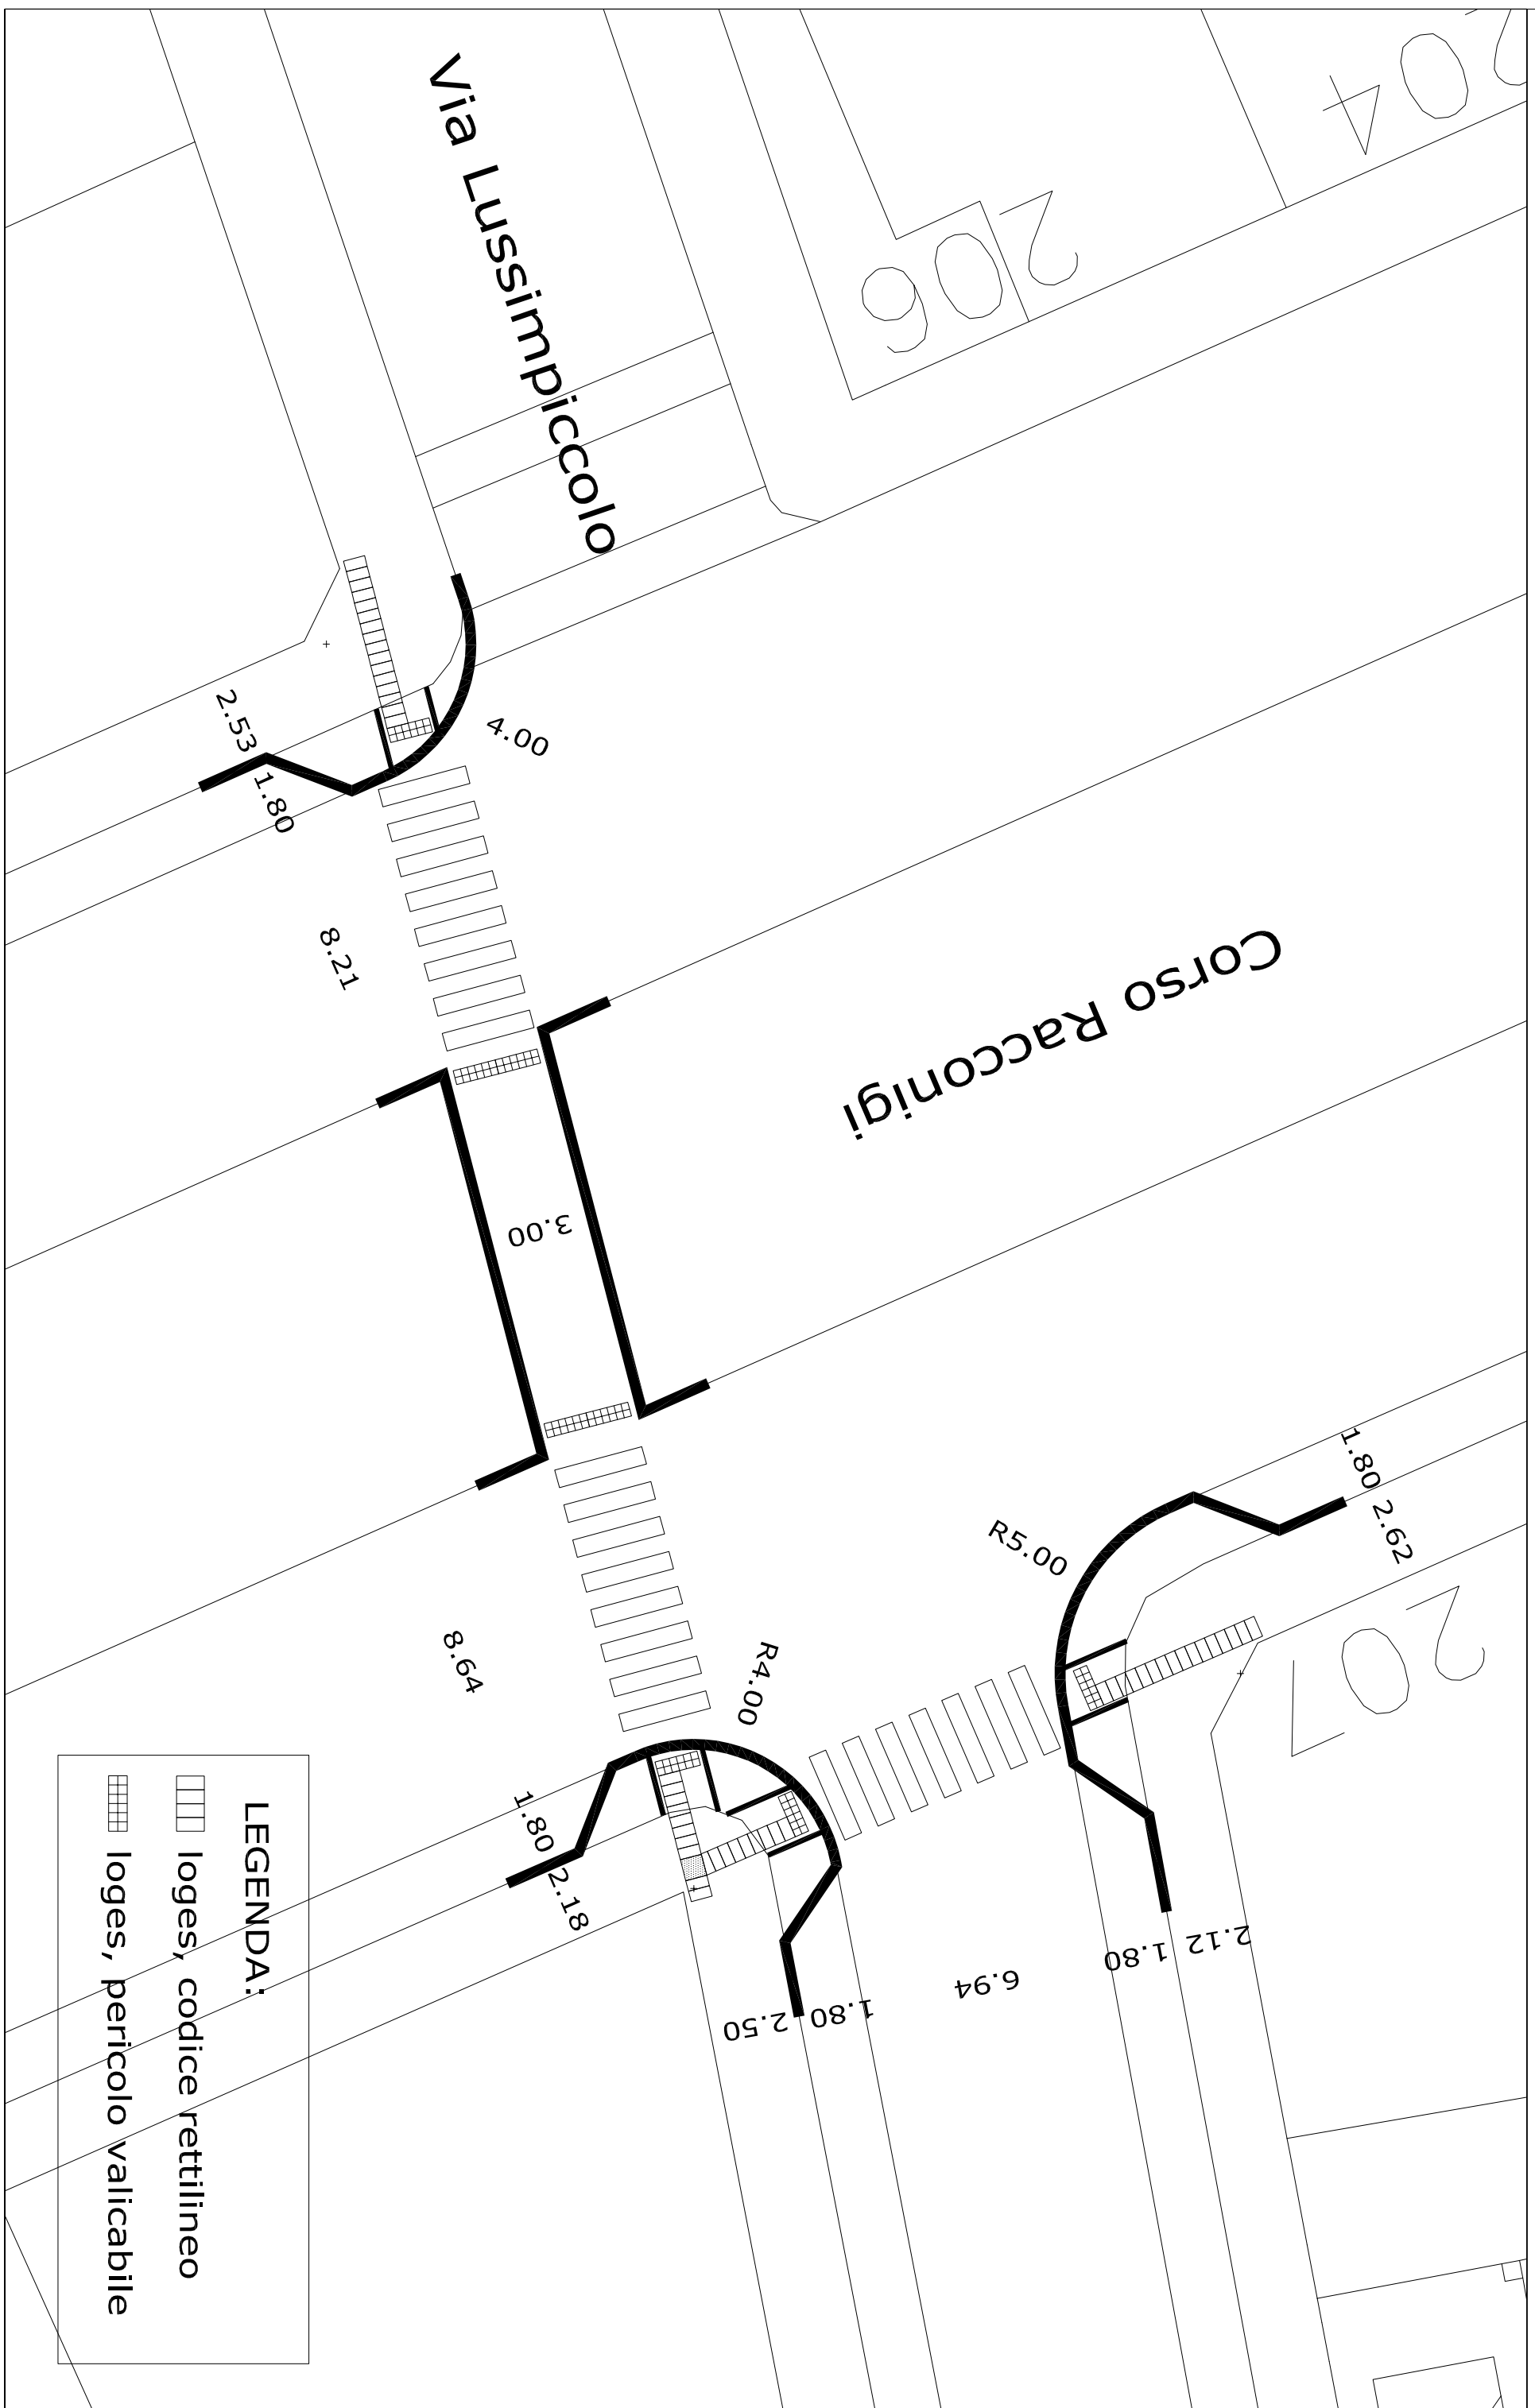 Via Lussimpiccolo
204
206
2.53
1.80
4.00
8.21
Corso Racconigi
3.00
1.80
2.62
R5.00
207
8.64
R4.00
1.80
2.18
2.12
1.80
6.94
1.80
2.50
LEGENDA:
loges, codice rettilineo
loges, pericolo valicabile